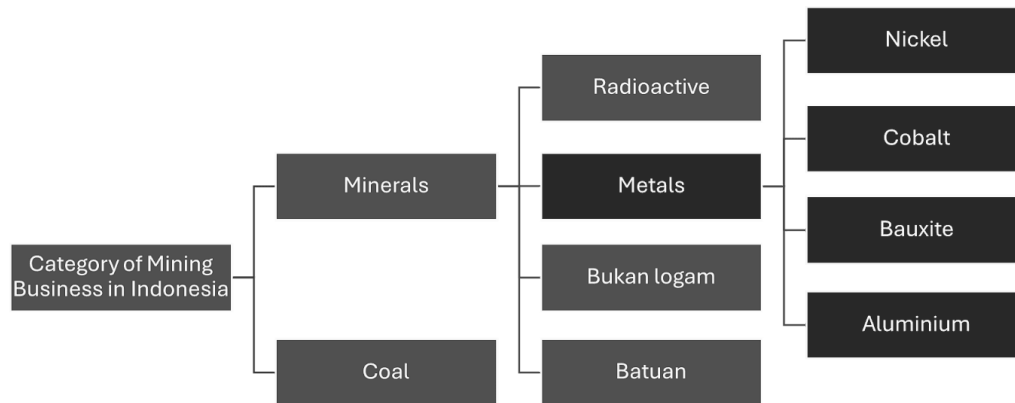 Category of Mining
Business in Indonesia
Minerals
Coal
Radioactive
Metals
Bukan logam
Batuan
Nickel
Cobalt
Bauxite
Aluminium